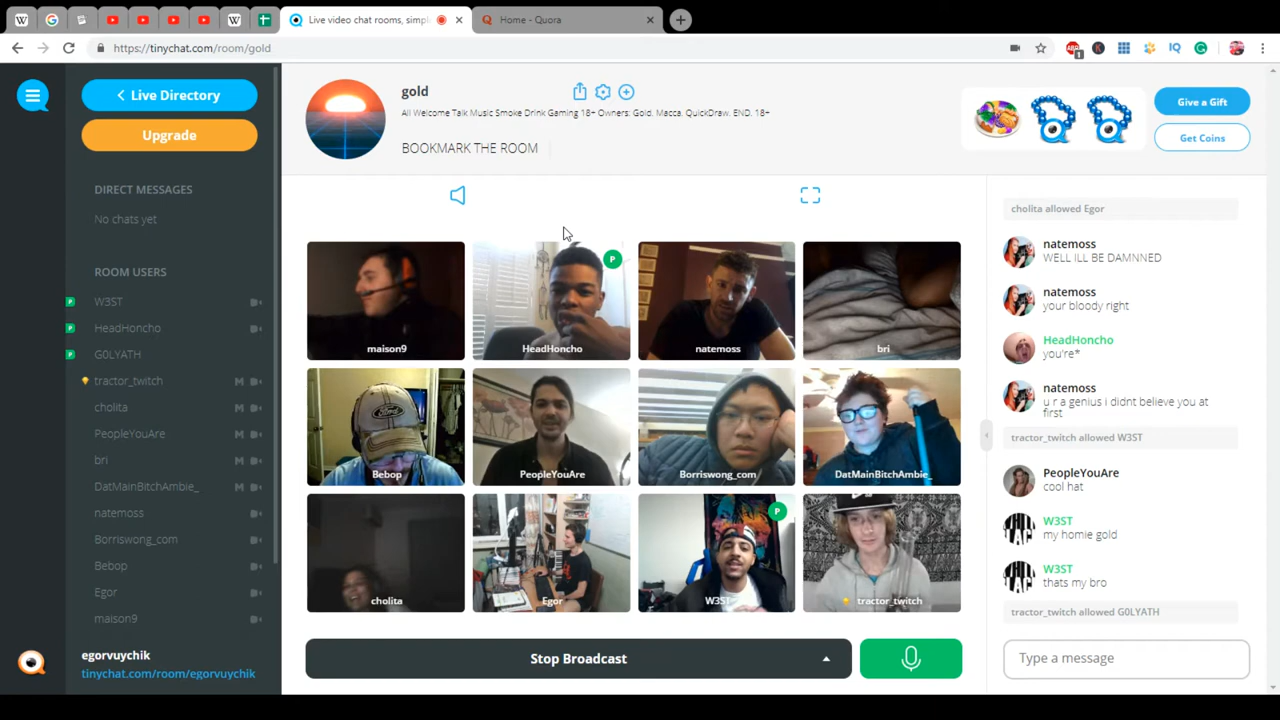 Live video chat rooms, simpl
Home - Quora
https://tinychat.com/room/gold
Live Directory
Upgrade
DIRECT MESSAGES
No chats yet
ROOM USERS
P W3ST
P HeadHoncho
P G0LYATH
tractor_twitch M
cholita M
PeopleYouAre M
bri M
DatMainBitchAmbie_ M
natemoss
Borriswong_com
Bebop
Egor
maison9
egorvuychik
tinychat.com/room/egorvuychik
gold
All Welcome Talk Music Smoke Drink Gaming 18+ Owners: Gold. Macca. QuickDraw. END. 18+
BOOKMARK THE ROOM
Give a Gift
Get Coins
maison9
P
HeadHoncho
natemoss
bri
Ford
Bebop
PeopleYouAre
Borriswong_com
DatMainBitchAmbie_
cholita
Egor
P
W3ST
tractor_twitch
Stop Broadcast
cholita allowed Egor
natemoss
WELL ILL BE DAMNNED
natemoss
your bloody right
HeadHoncho
you're*
natemoss
u r a genius i didnt believe you at
first
tractor_twitch allowed W3ST
PeopleYouAre
cool hat
W3ST
my homie gold
W3ST
thats my bro
tractor_twitch allowed G0LYATH
Type a message